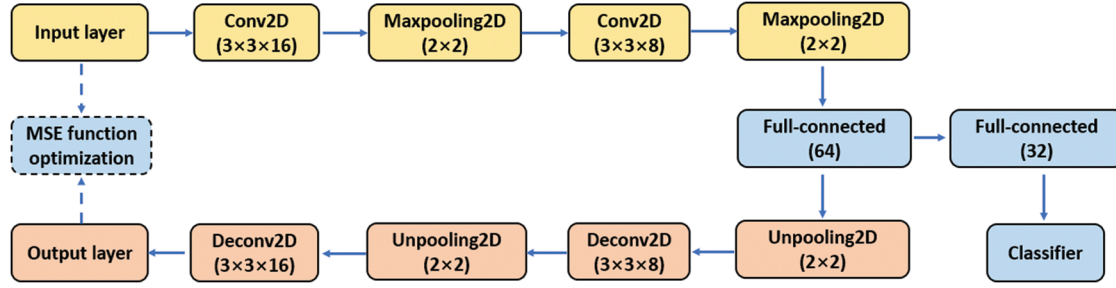 Input layer
Conv2D
(3×3×16)
Maxpooling2D
(2×2)
Conv2D
(3×3×8)
Maxpooling2D
(2×2)
MSE function
optimization
Full-connected
(64)
Full-connected
(32)
Output layer
Deconv2D
(3×3×16)
Unpooling2D
(2×2)
Deconv2D
(3×3×8)
Unpooling2D
(2×2)
Classifier